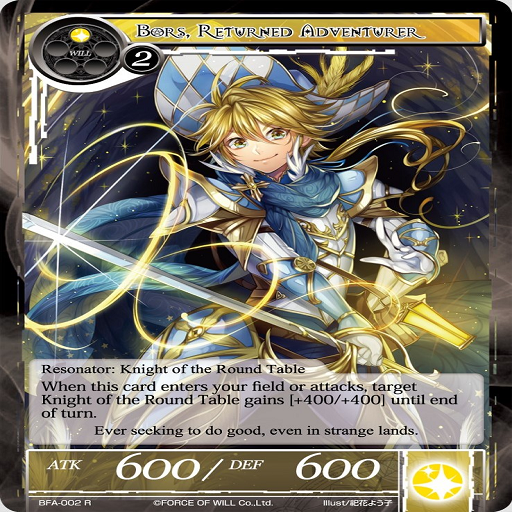 Bors, Returned Adventurer
WILL
2
Resonator: Knight of the Round Table
When this card enters your field or attacks, target
Knight of the Round Table gains [+400/+400] until end
of turn.
Ever seeking to do good, even in strange lands.
ATK 600 / DEF 600
BFA-002 R ©FORCE OF WILL Co.,Ltd. Illust/